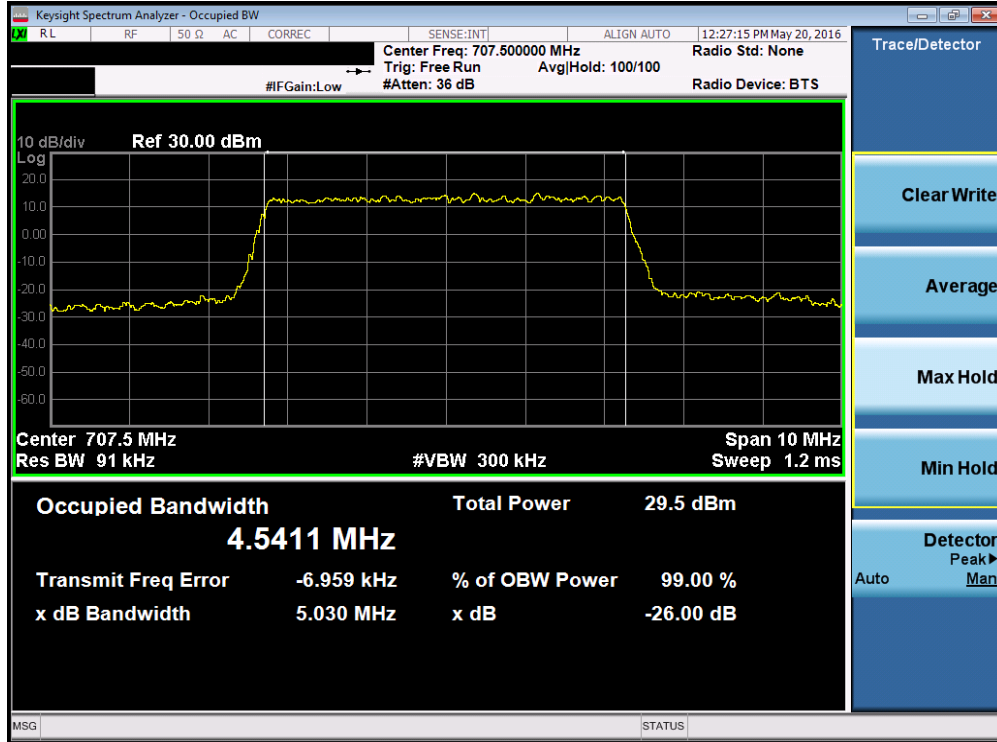 Keysight Spectrum Analyzer - Occupied BW
LXI RL RF 50 Ω AC CORREC SENSE:INT ALIGN AUTO 12:27:15 PM May 20, 2016
Center Freq: 707.500000 MHz Radio Std: None
Trig: Free Run Avg|Hold: 100/100
#IFGain:Low #Atten: 36 dB Radio Device: BTS
10 dB/div Ref 30.00 dBm
Log
20.0
10.0
0.00
-10.0
-20.0
-30.0
-40.0
-50.0
-60.0
Center 707.5 MHz Span 10 MHz
Res BW 91 kHz #VBW 300 kHz Sweep 1.2 ms
Occupied Bandwidth Total Power 29.5 dBm
4.5411 MHz
Transmit Freq Error -6.959 kHz % of OBW Power 99.00 %
x dB Bandwidth 5.030 MHz x dB -26.00 dB
MSG STATUS
Trace/Detector
Clear Write
Average
Max Hold
Min Hold
Detector
Peak▶
Auto Man